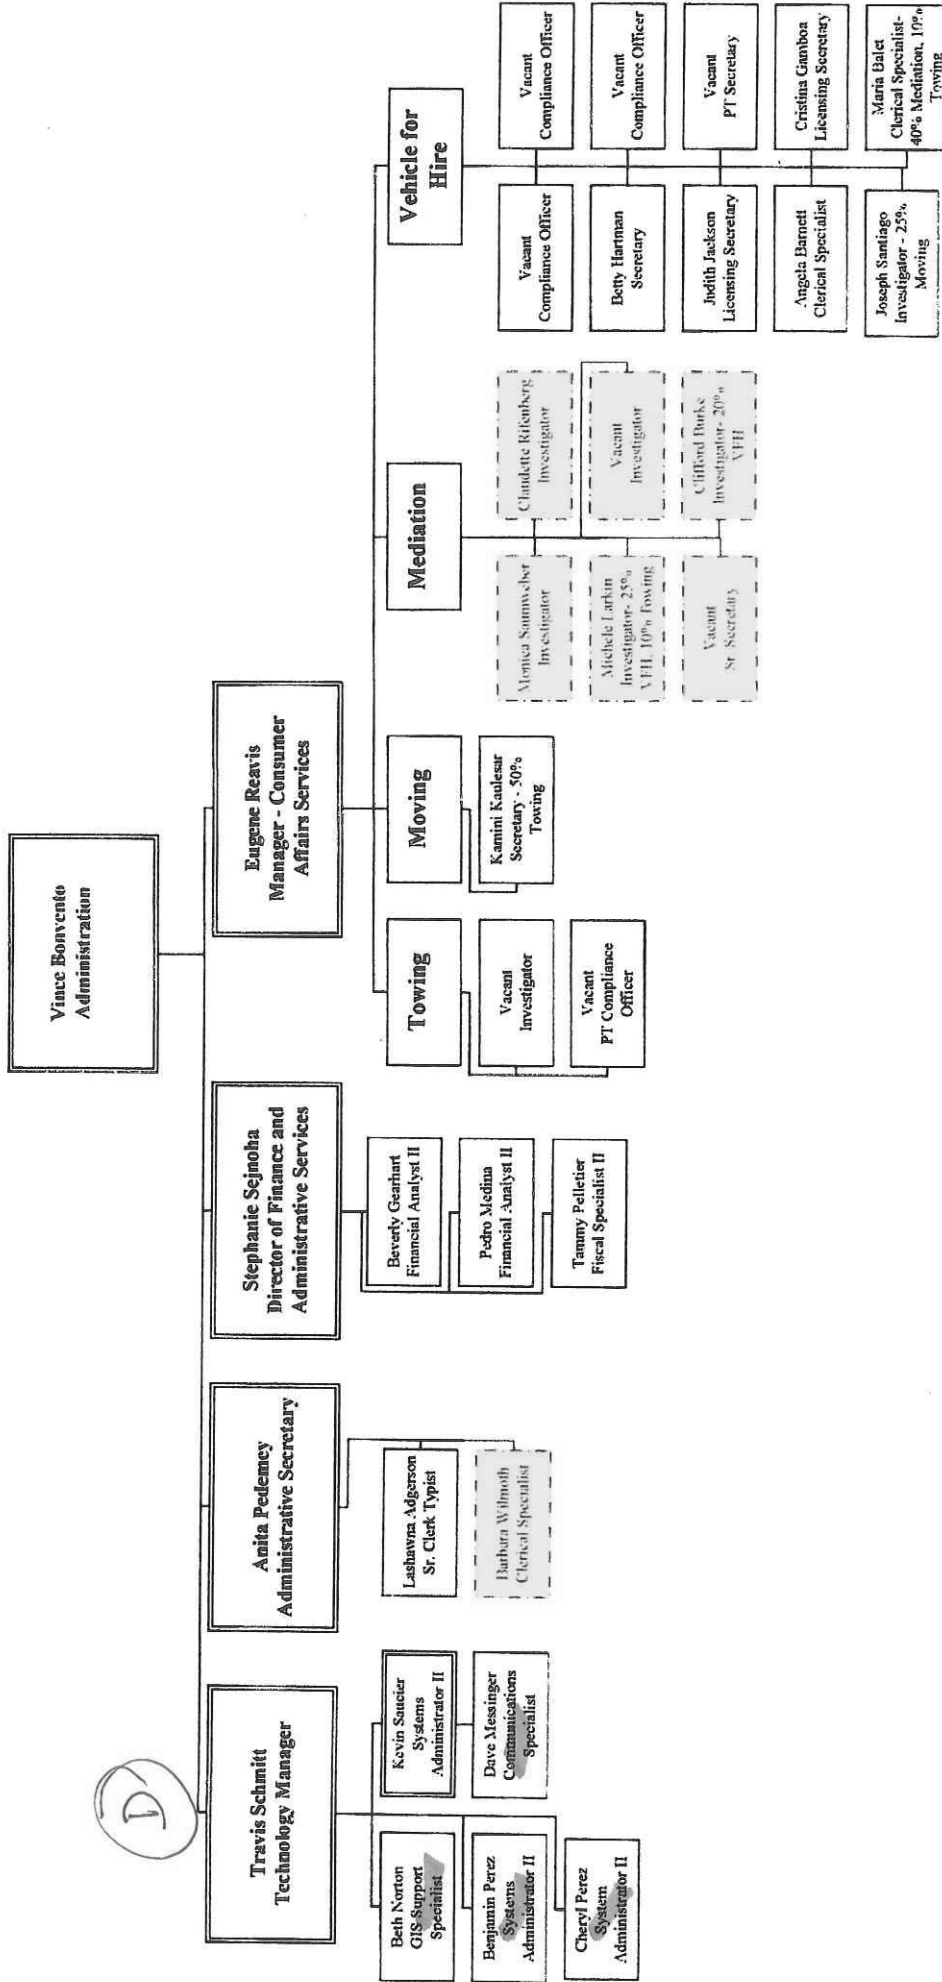 D
Vince Bonvento
Administration
Travis Schmitt
Technology Manager
Anita Pedemey
Administrative Secretary
Stephanie Sejnoha
Director of Finance and
Administrative Services
Eugene Reavis
Manager - Consumer
Affairs Services
Beth Norton
GIS Support
Specialist
Kevin Saucier
Systems
Administrator II
Benjamin Perez
Systems
Administrator II
Dave Messinger
Communications
Specialist
Cheryl Perez
System
Administrator II
Lashawna Adgerson
Sr. Clerk Typist
Barbara Wilmoth
Clerical Specialist
Beverly Gearhart
Financial Analyst II
Pedro Medina
Financial Analyst II
Tammy Pelletier
Fiscal Specialist II
Towing
Vacant
Investigator
Vacant
PT Compliance
Officer
Moving
Kamini Kaulesar
Secretary - 50%
Towing
Mediation
Monica Saumweber
Investigator
Claudette Rifenberg
Investigator
Michele Larkin
Investigator- 25%
VFH, 10% Towing
Vacant
Investigator
Vacant
Sr. Secretary
Clifford Burke
Investigator- 20%
VFH
Vehicle for
Hire
Vacant
Compliance Officer
Vacant
Compliance Officer
Betty Hartman
Secretary
Vacant
Compliance Officer
Judith Jackson
Licensing Secretary
Vacant
PT Secretary
Angela Barnett
Clerical Specialist
Cristina Gamboa
Licensing Secretary
Joseph Santiago
Investigator - 25%
Moving
Maria Balet
Clerical Specialist-
40% Mediation, 10%
Towing